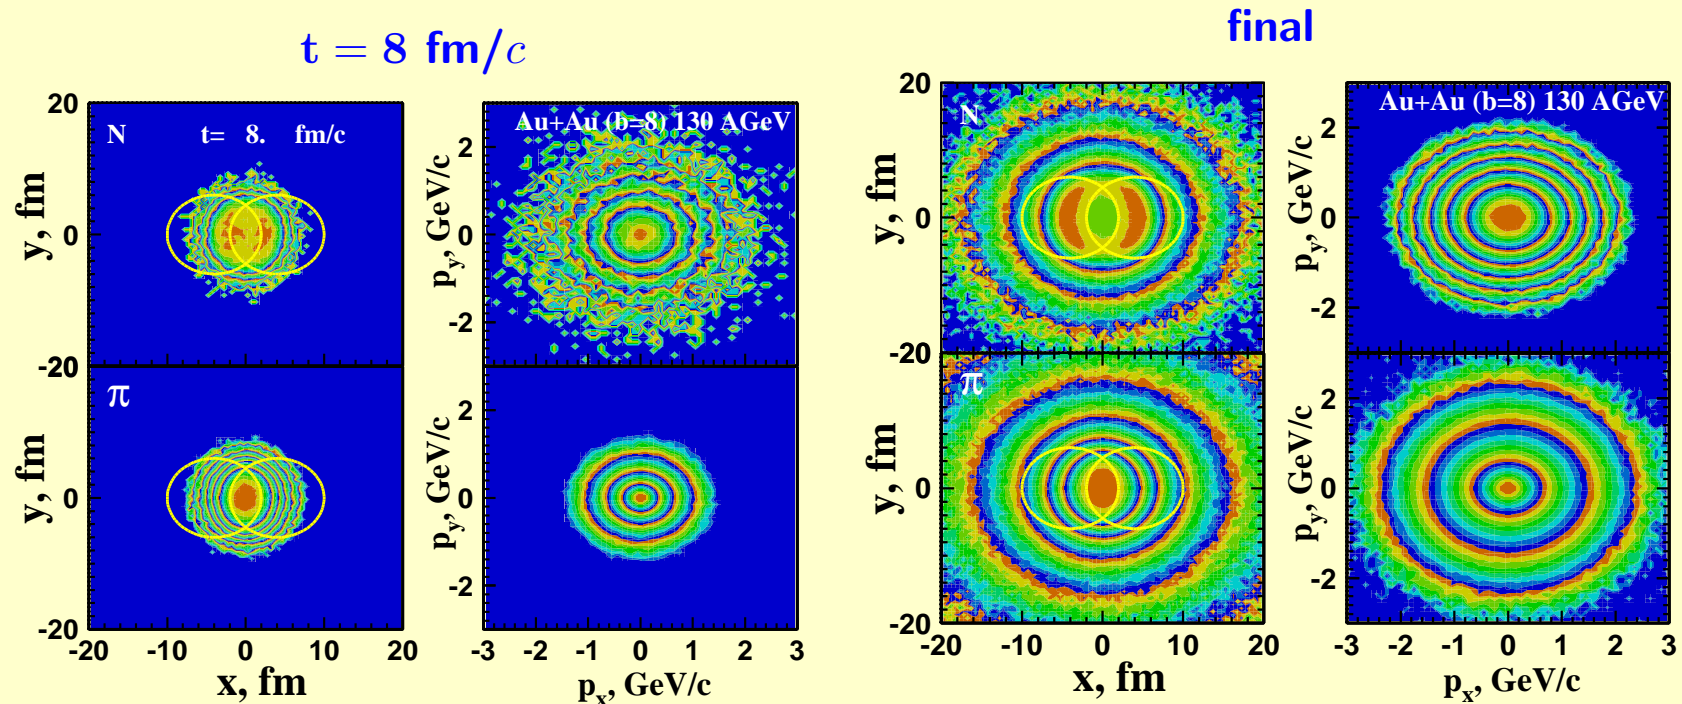 t = 8 fm/c
final
20
0
-20
y, fm
N t= 8. fm/c
2
0
-2
p_y, GeV/c
Au+Au (b=8) 130 AGeV
0
-20
y, fm
π
-20 -10 0 10 20
x, fm
2
0
-2
p_y, GeV/c
-3 -2 -1 0 1 2 3
p_x, GeV/c
20
0
-20
y, fm
N
2
0
-2
p_y, GeV/c
Au+Au (b=8) 130 AGeV
0
-20
y, fm
π
-20 -10 0 10 20
x, fm
2
0
-2
p_y, GeV/c
-3 -2 -1 0 1 2 3
p_x, GeV/c